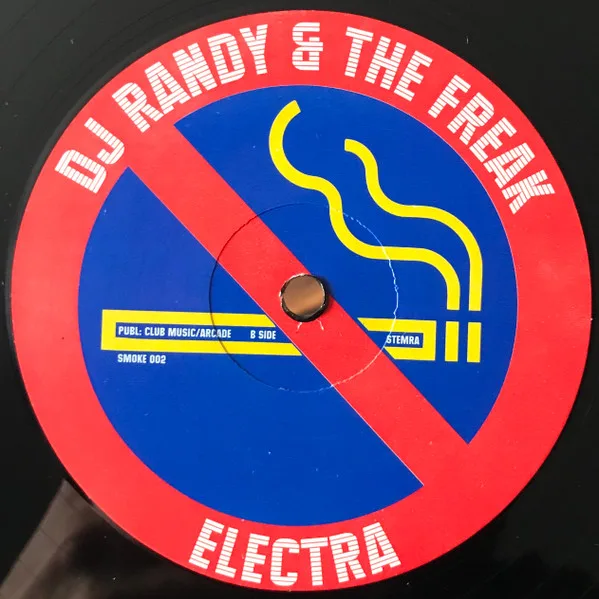 DJ RANDY & THE FREAK
PUBL: CLUB MUSIC/ARCADE B SIDE STEMRA
SMOKE 002
ELECTRA